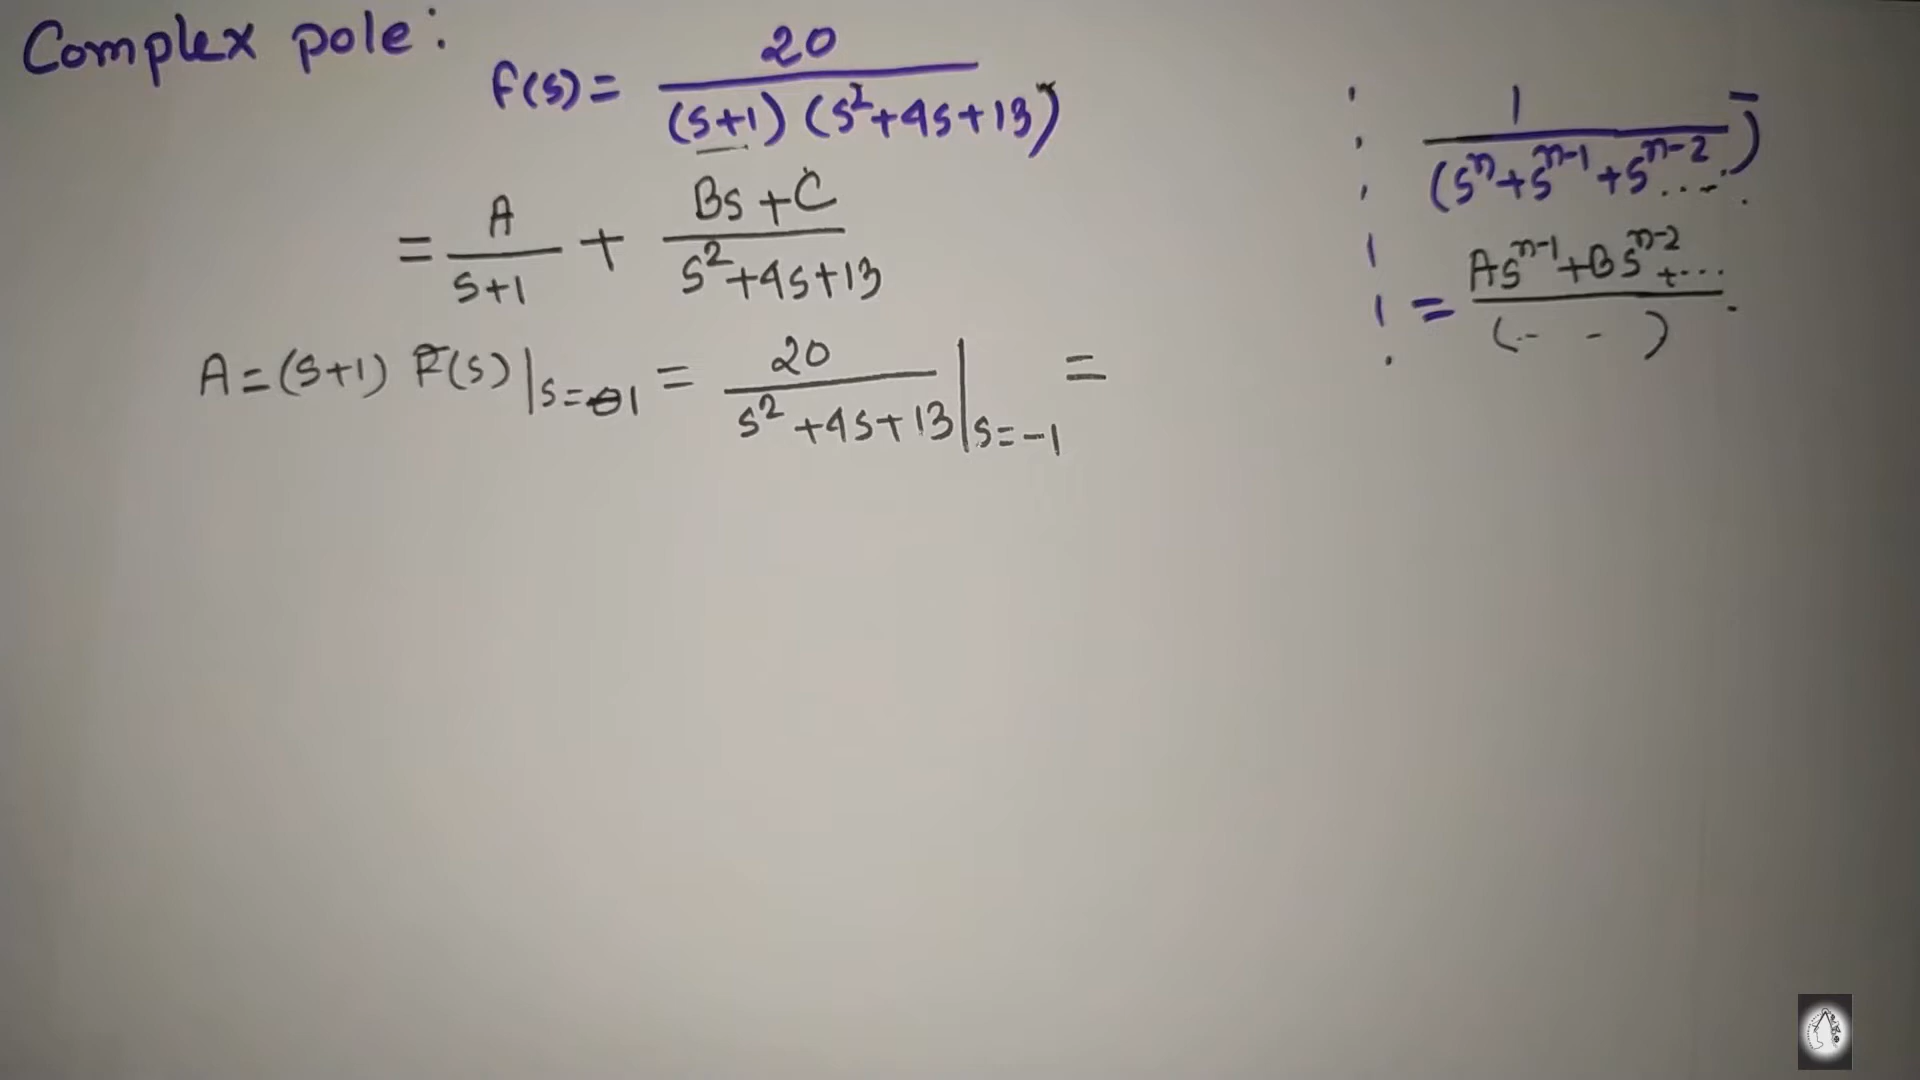 Complex pole:
F(s) = 20 / (s+1) (s²+4s+13)
= A / s+1 + Bs+C / s²+4s+13
A = (s+1) F(s) |s=-1 = 20 / s²+4s+13 |s=-1 =
1 / (sⁿ+sⁿ⁻¹+sⁿ⁻²....)
= Asⁿ⁻¹+Bsⁿ⁻²+... / (.. - )